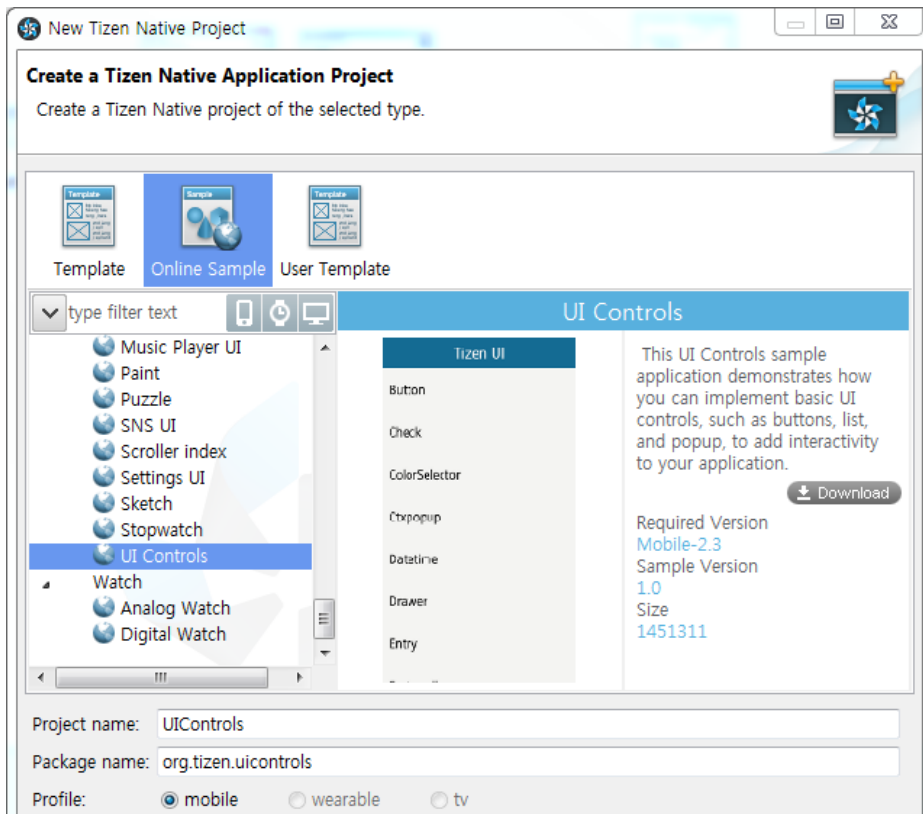 New Tizen Native Project
Create a Tizen Native Application Project
Create a Tizen Native project of the selected type.
Template
Sample
Template
Template
Online Sample
User Template
type filter text
UI Controls
Music Player UI
Paint
Puzzle
SNS UI
Scroller index
Settings UI
Sketch
Stopwatch
UI Controls
Watch
Analog Watch
Digital Watch
Tizen UI
Button
Check
ColorSelector
Ctxpopup
Datetime
Drawer
Entry
This UI Controls sample
application demonstrates how
you can implement basic UI
controls, such as buttons, list,
and popup, to add interactivity
to your application.
Download
Required Version
Mobile-2.3
Sample Version
1.0
Size
1451311
Project name: UIControls
Package name: org.tizen.uicontrols
Profile: mobile wearable tv